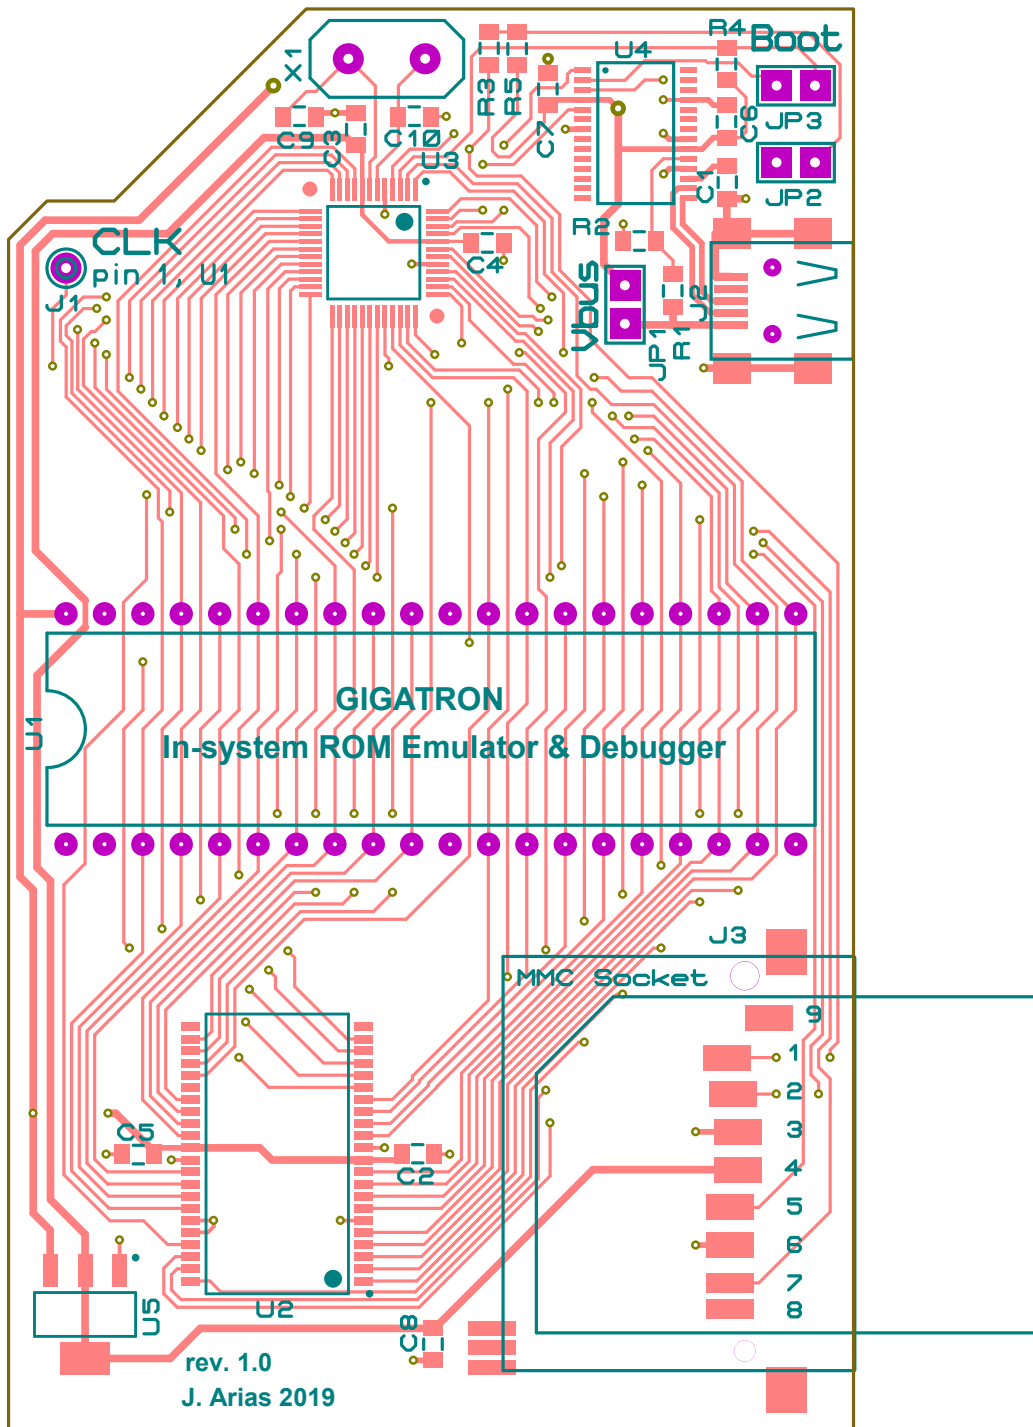 R4
Boot
U4
X1
R3
R5
C7
C6
JP3
C9
C3
C10
U3
C1
JP2
R2
CLK
pin 1, U1
J1
C4
Vbus
J2
JP1
R1
U1
GIGATRON
In-system ROM Emulator & Debugger
J3
MMC Socket
9
1
2
3
4
5
6
7
8
C5
C2
U2
U5
C8
rev. 1.0
J. Arias 2019